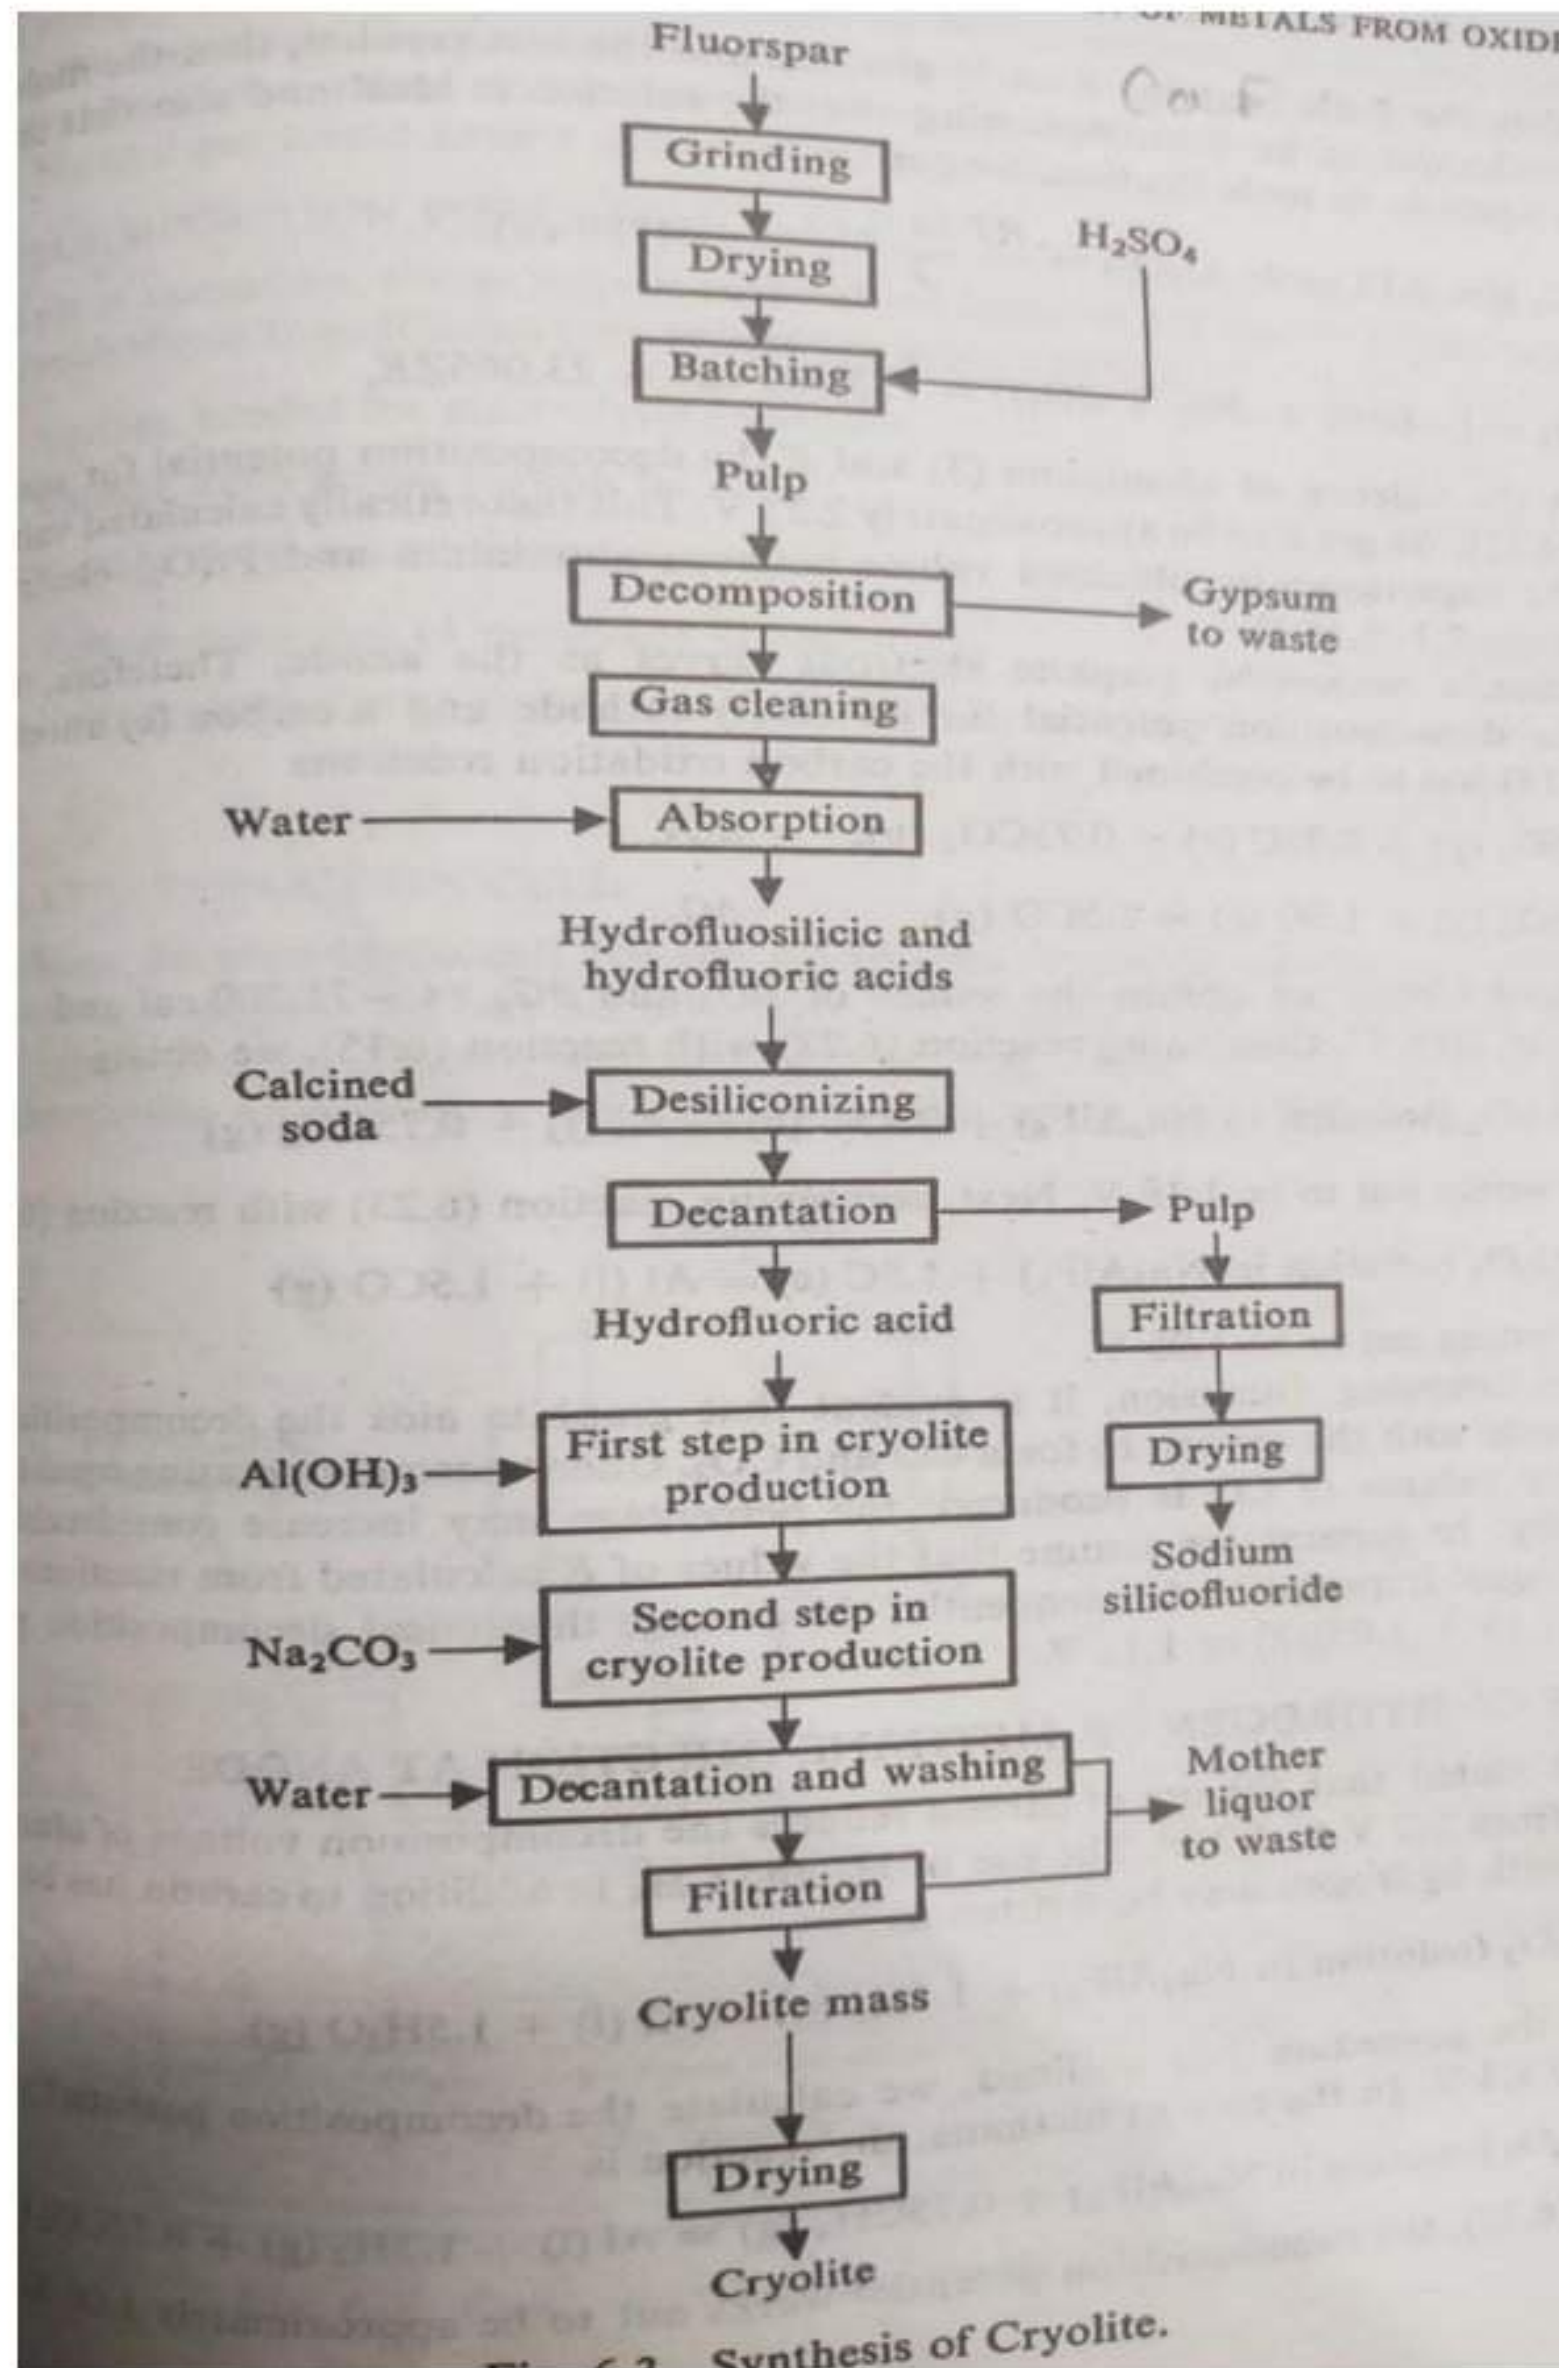 OF METALS FROM OXIDE
Fluorspar
Grinding
Drying
H₂SO₄
Batching
Pulp
Decomposition
Gypsum
to waste
Gas cleaning
Water
Absorption
Hydrofluosilicic and
hydrofluoric acids
Calcined
soda
Desiliconizing
Decantation
Pulp
Hydrofluoric acid
Filtration
Al(OH)₃
First step in cryolite
production
Drying
Sodium
silicofluoride
Na₂CO₃
Second step in
cryolite production
Water
Decantation and washing
Mother
liquor
to waste
Filtration
Cryolite mass
Drying
Cryolite
Synthesis of Cryolite.